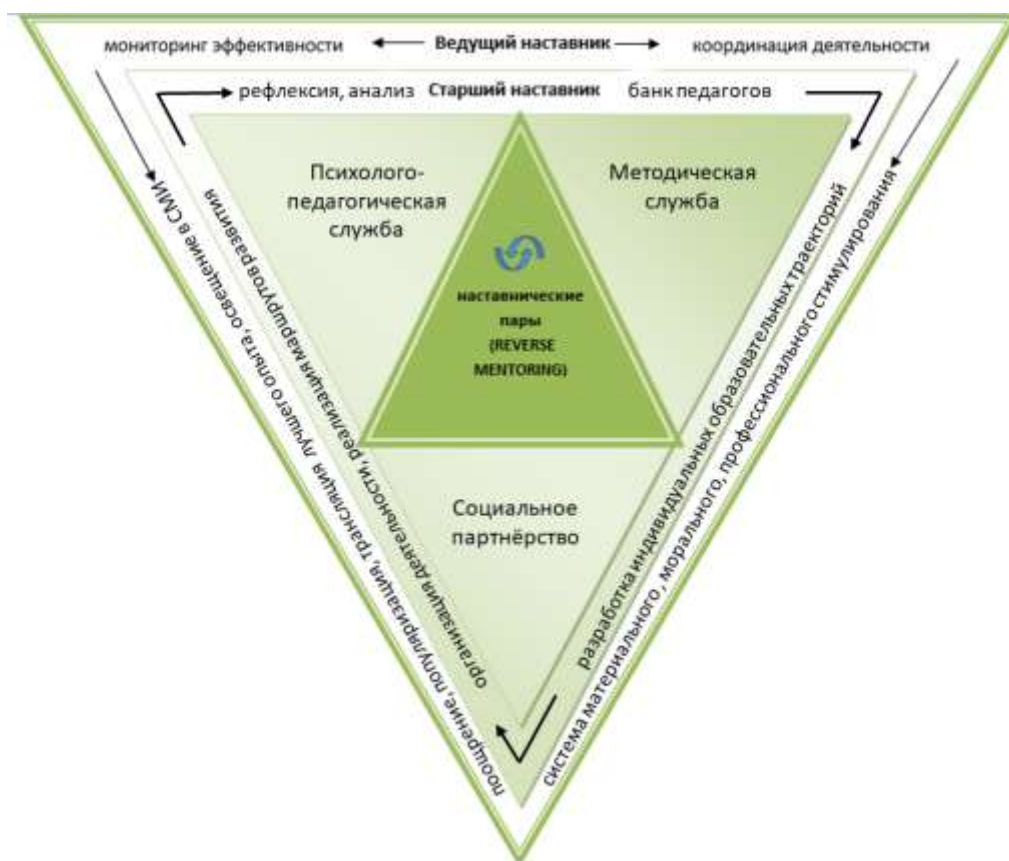 мониторинг эффективности Ведущий наставник координация деятельности
рефлексия, анализ Старший наставник банк педагогов
Психолого-
педагогическая
служба
Методическая
служба
наставнические
пары
(REVERSE
MENTORING)
Социальное
партнёрство
поощрение, популяризация, трансляция лучшего опыта, освещение в СМИ
организация деятельности, реализация маршрутов развития
разработка индивидуальных образовательных траекторий
система материального, морального, профессионального стимулирования